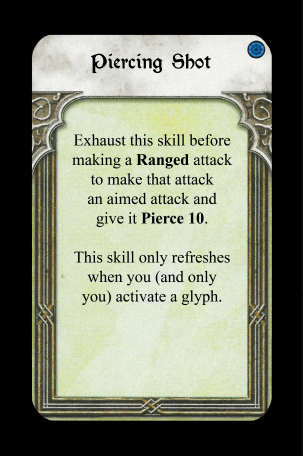 Piercing Shot
Exhaust this skill before
making a Ranged attack
to make that attack
an aimed attack and
give it Pierce 10.
This skill only refreshes
when you (and only
you) activate a glyph.